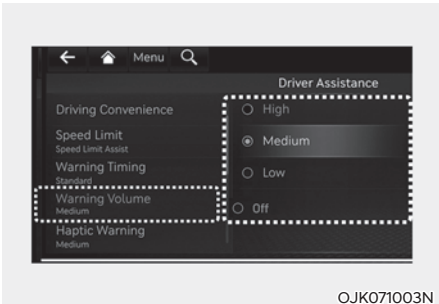 Menu
Driver Assistance
Driving Convenience
Speed Limit
Speed Limit Assist
Warning Timing
Standard
Warning Volume
Medium
Haptic Warning
Medium
High
Medium
Low
Off
OJK071003N